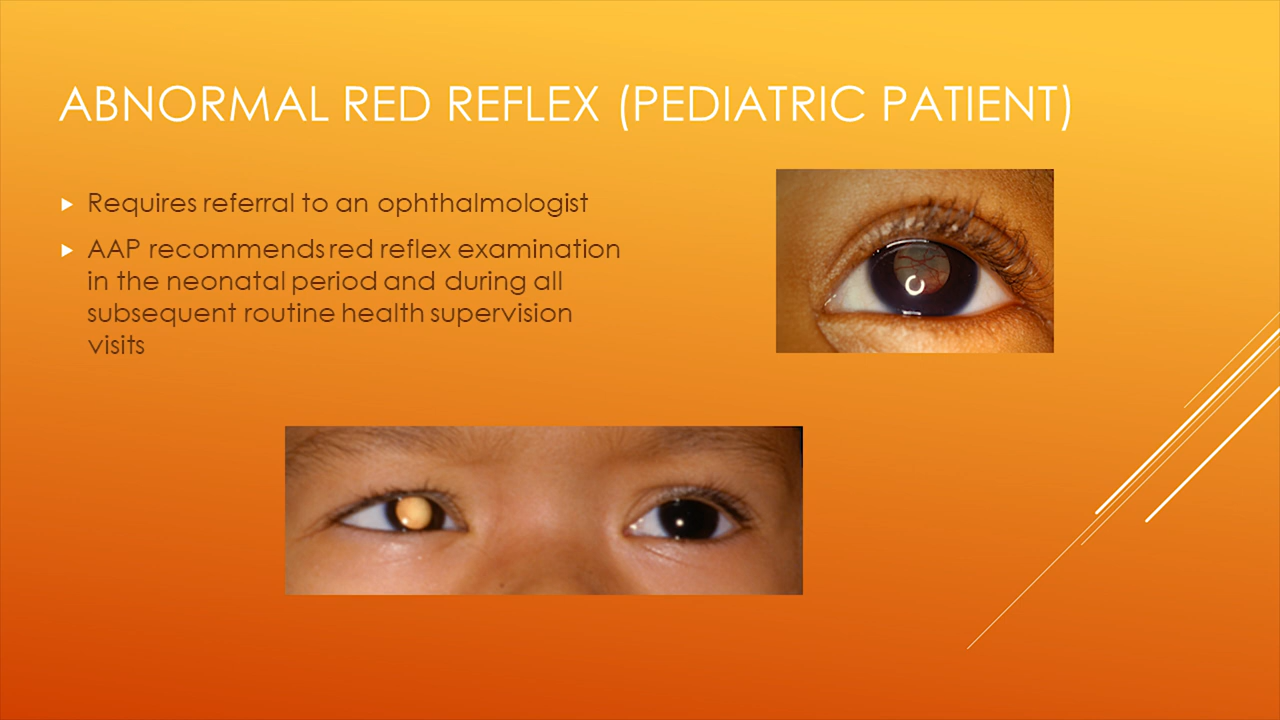 ABNORMAL RED REFLEX (PEDIATRIC PATIENT)
Requires referral to an ophthalmologist
AAP recommends red reflex examination
in the neonatal period and during all
subsequent routine health supervision
visits